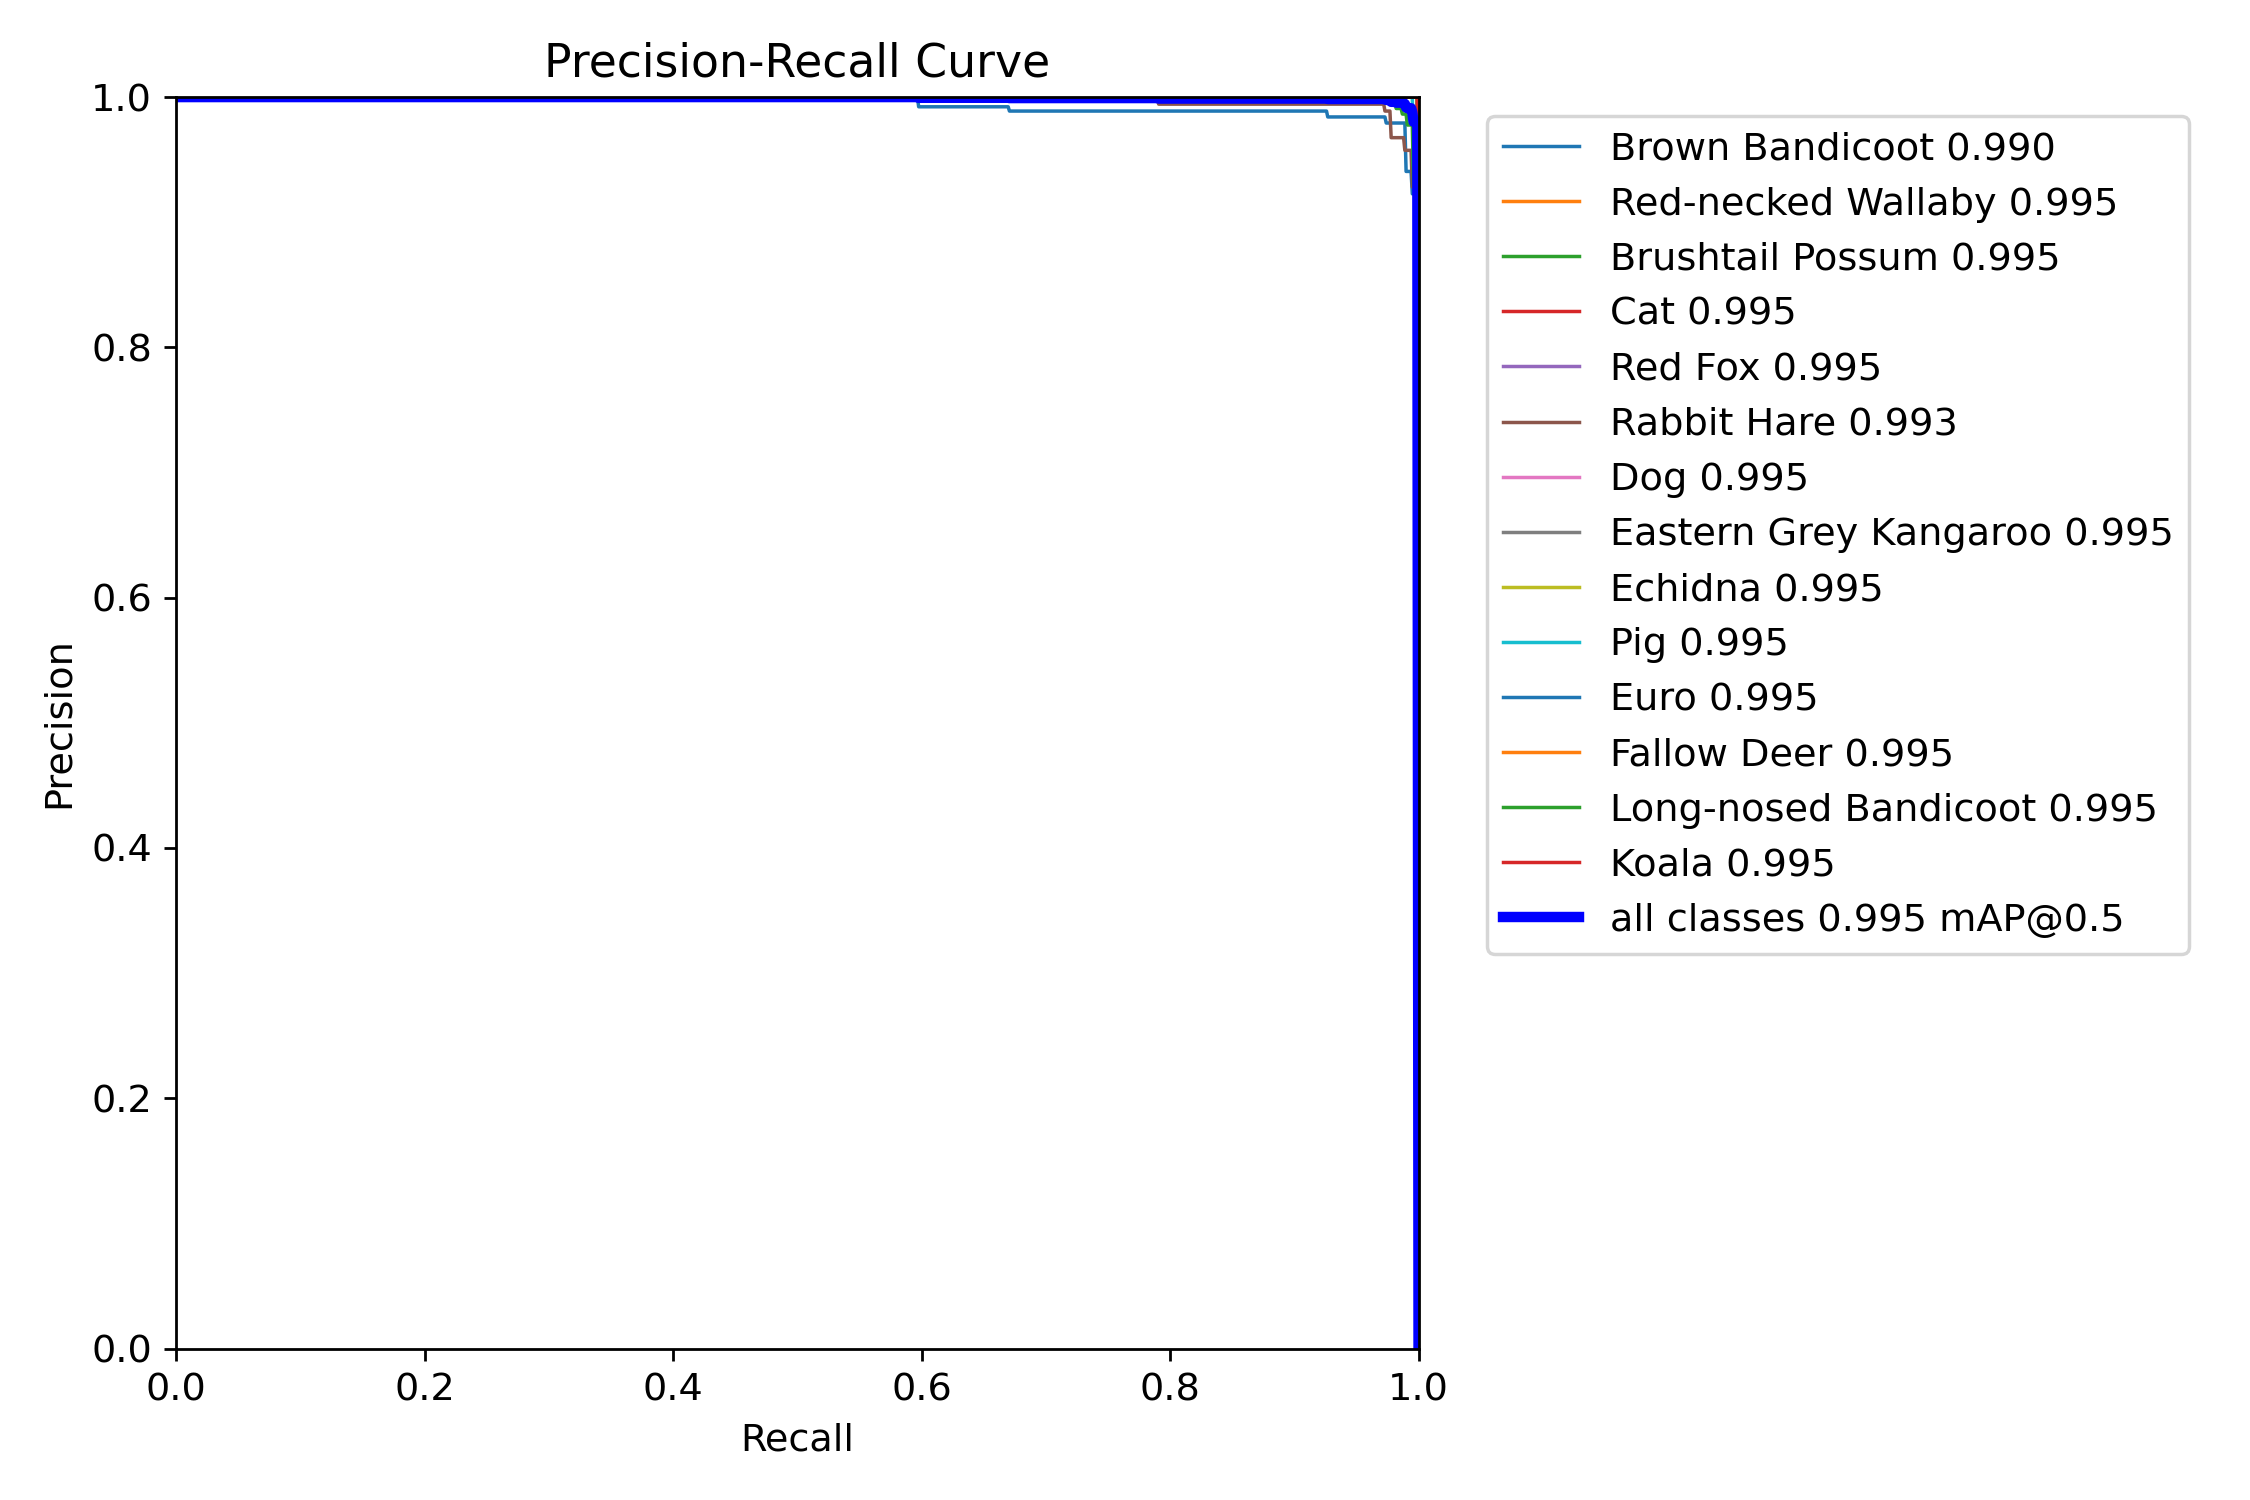 Precision-Recall Curve
1.0
0.8
0.6
0.4
0.2
0.0
Precision
0.0 0.2 0.4 0.6 0.8 1.0
Recall
Brown Bandicoot 0.990
Red-necked Wallaby 0.995
Brushtail Possum 0.995
Cat 0.995
Red Fox 0.995
Rabbit Hare 0.993
Dog 0.995
Eastern Grey Kangaroo 0.995
Echidna 0.995
Pig 0.995
Euro 0.995
Fallow Deer 0.995
Long-nosed Bandicoot 0.995
Koala 0.995
all classes 0.995 mAP@0.5